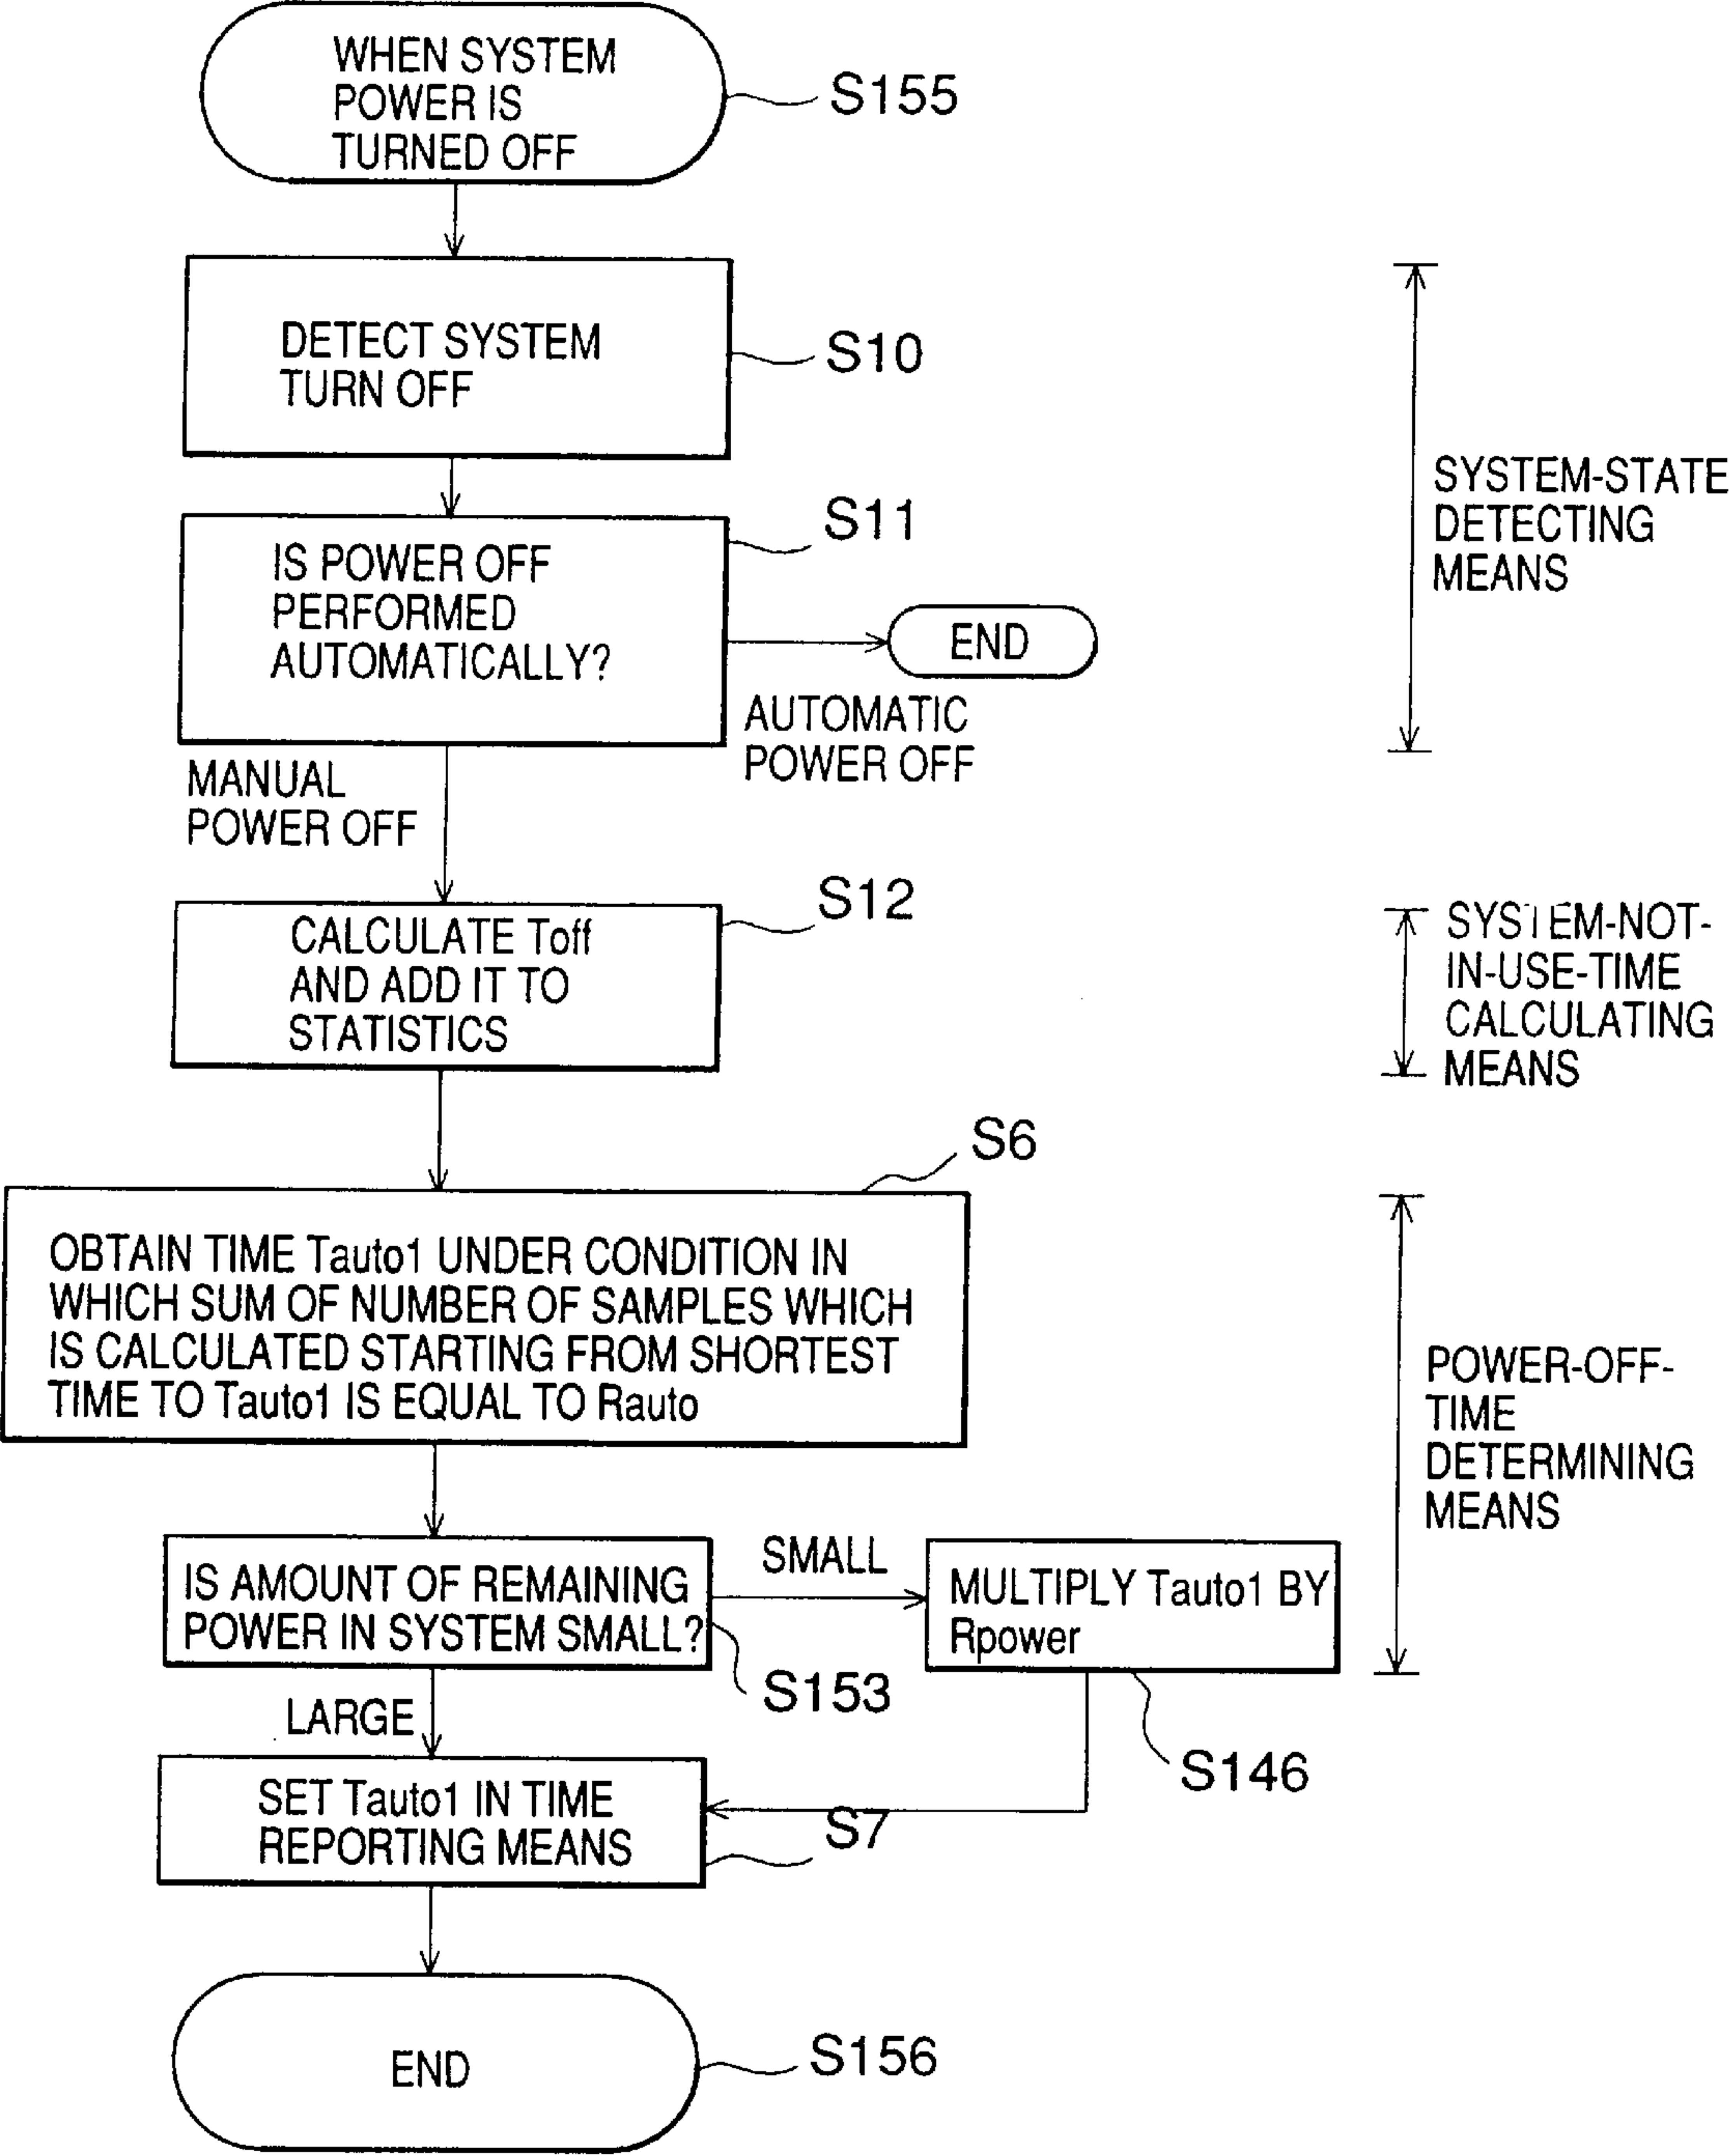 WHEN SYSTEM
POWER IS
TURNED OFF
S155
DETECT SYSTEM
TURN OFF
S10
SYSTEM-STATE
DETECTING
MEANS
S11
IS POWER OFF
PERFORMED
AUTOMATICALLY?
END
AUTOMATIC
POWER OFF
MANUAL
POWER OFF
S12
CALCULATE Toff
AND ADD IT TO
STATISTICS
SYSTEM-NOT-
IN-USE-TIME
CALCULATING
MEANS
S6
OBTAIN TIME Tauto1 UNDER CONDITION IN
WHICH SUM OF NUMBER OF SAMPLES WHICH
IS CALCULATED STARTING FROM SHORTEST
TIME TO Tauto1 IS EQUAL TO Rauto
POWER-OFF-
TIME
DETERMINING
MEANS
IS AMOUNT OF REMAINING
POWER IN SYSTEM SMALL?
SMALL
MULTIPLY Tauto1 BY
Rpower
S153
LARGE
S146
SET Tauto1 IN TIME
REPORTING MEANS
S7
END
S156